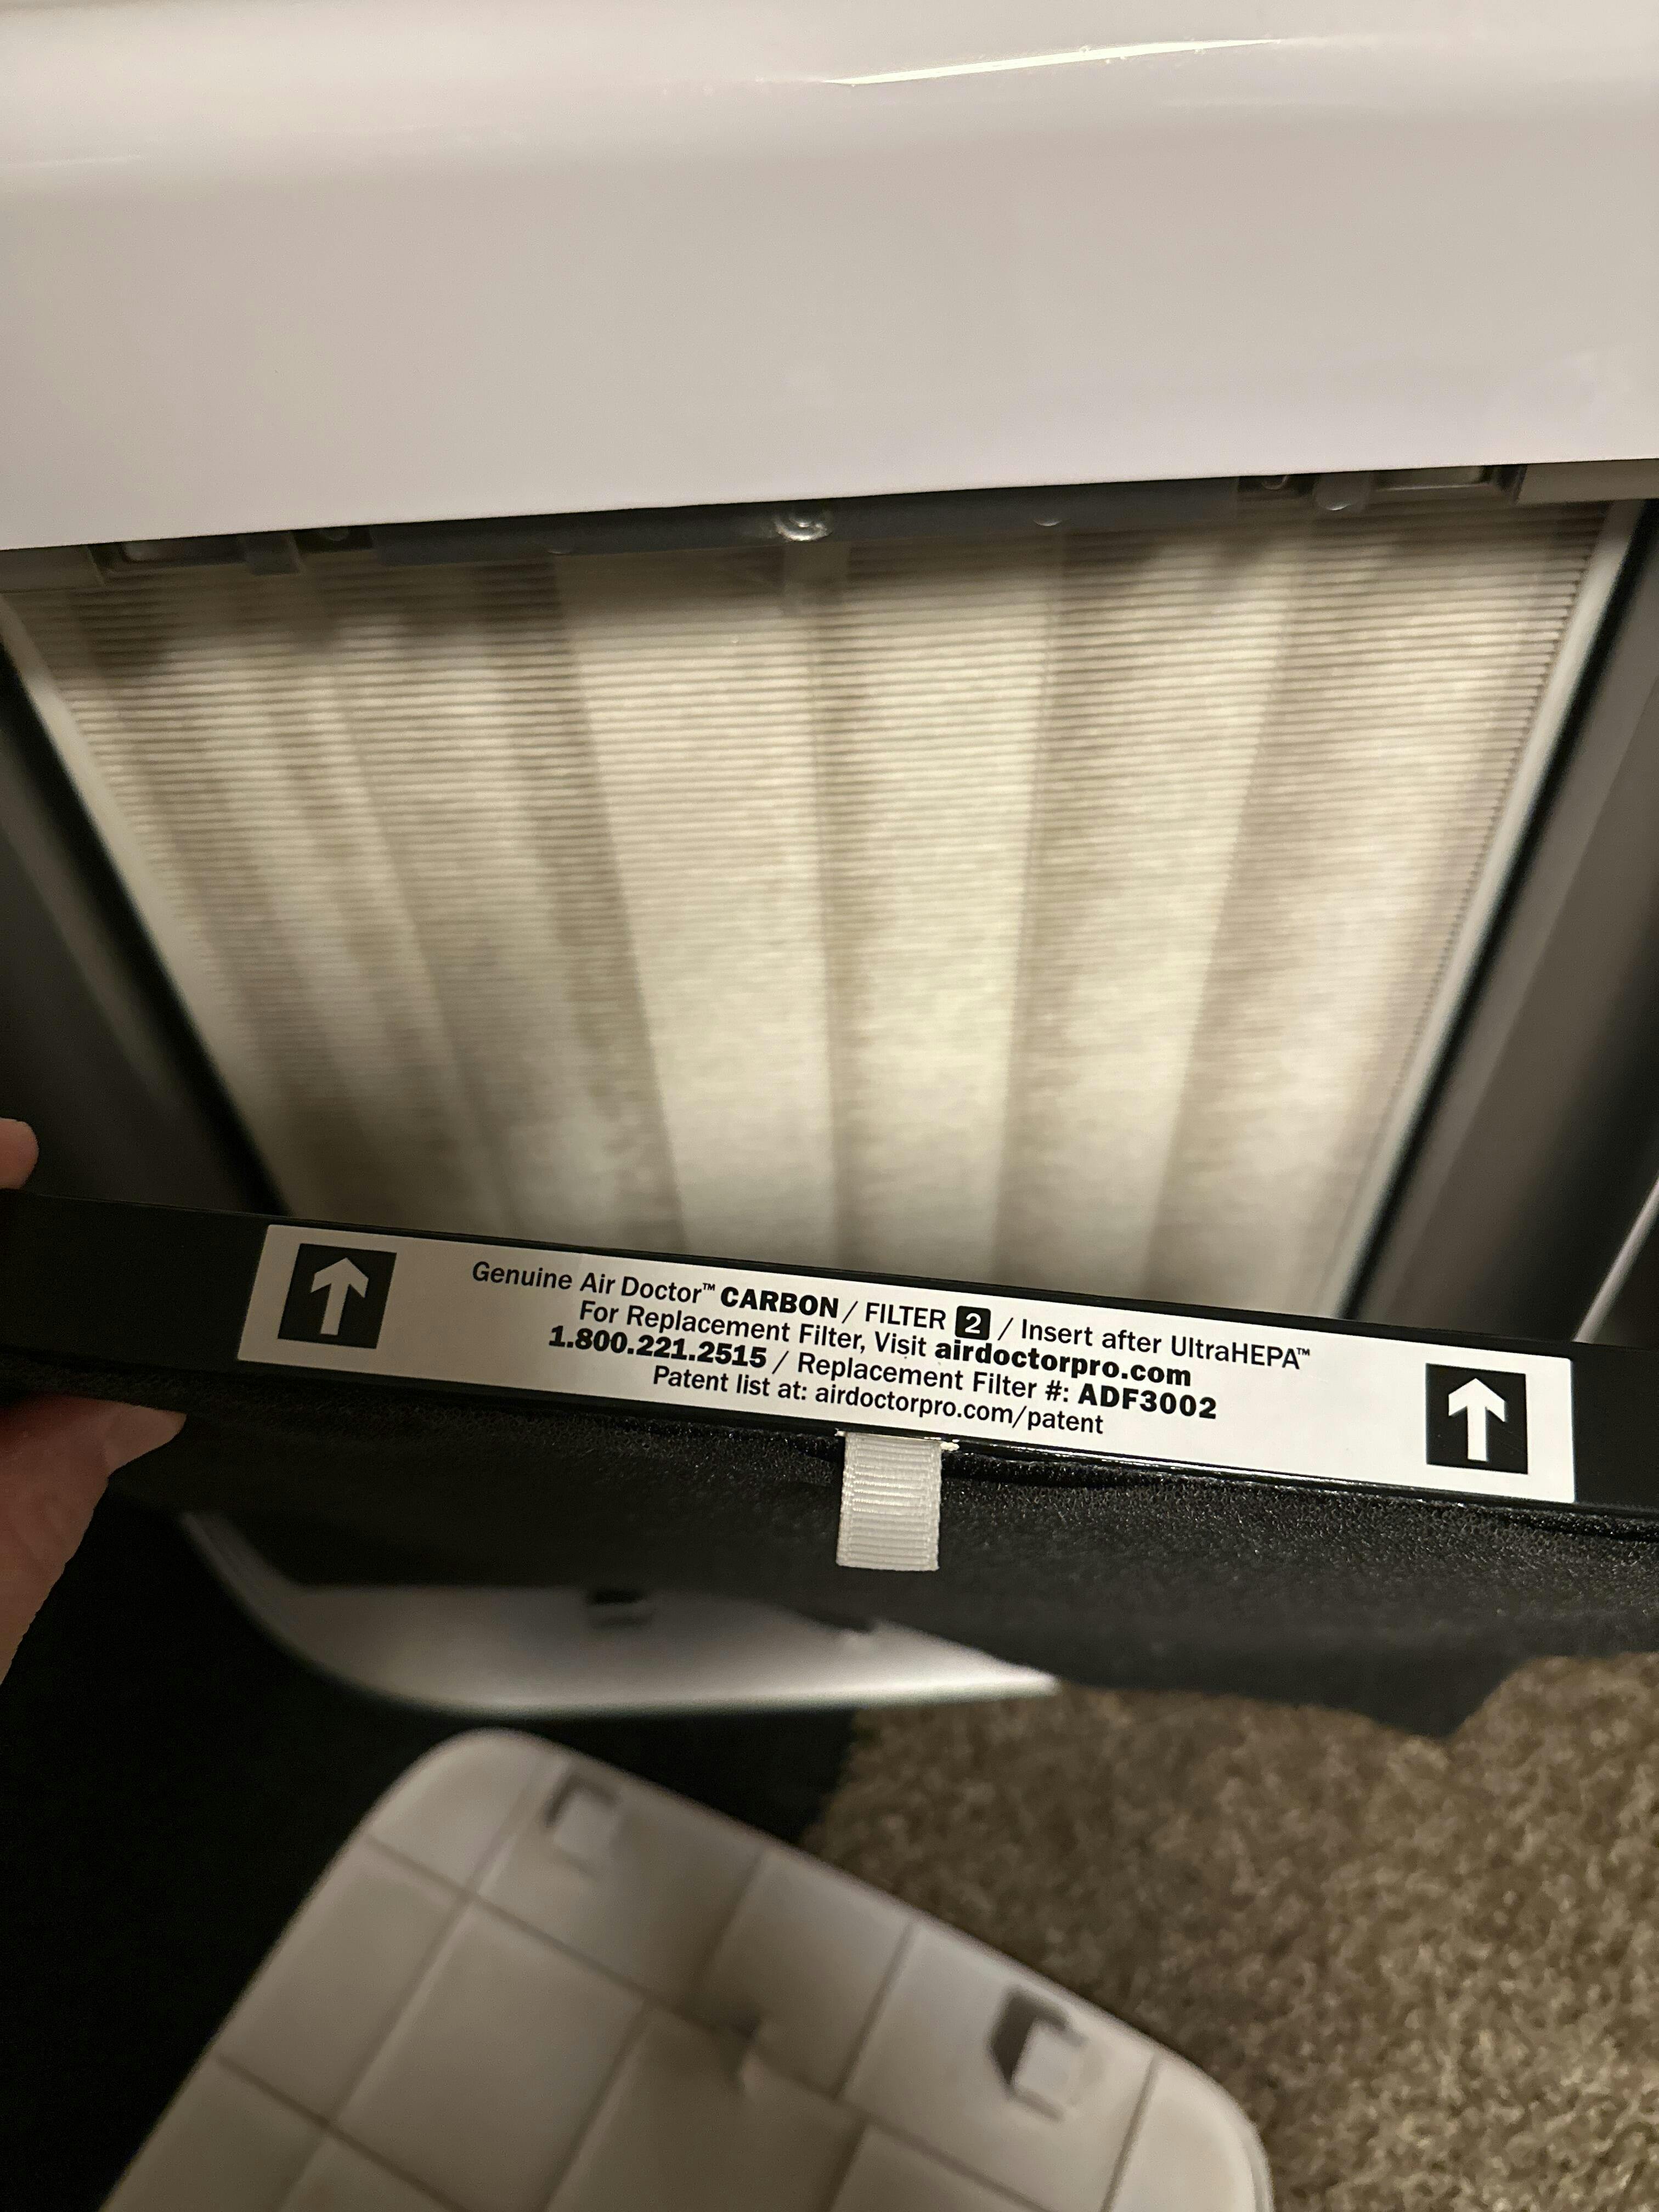 Genuine Air Doctor™ CARBON / FILTER 2 / Insert after UltraHEPA™
For Replacement Filter, Visit airdoctorpro.com
1.800.221.2515 / Replacement Filter #: ADF3002
Patent list at: airdoctorpro.com/patent